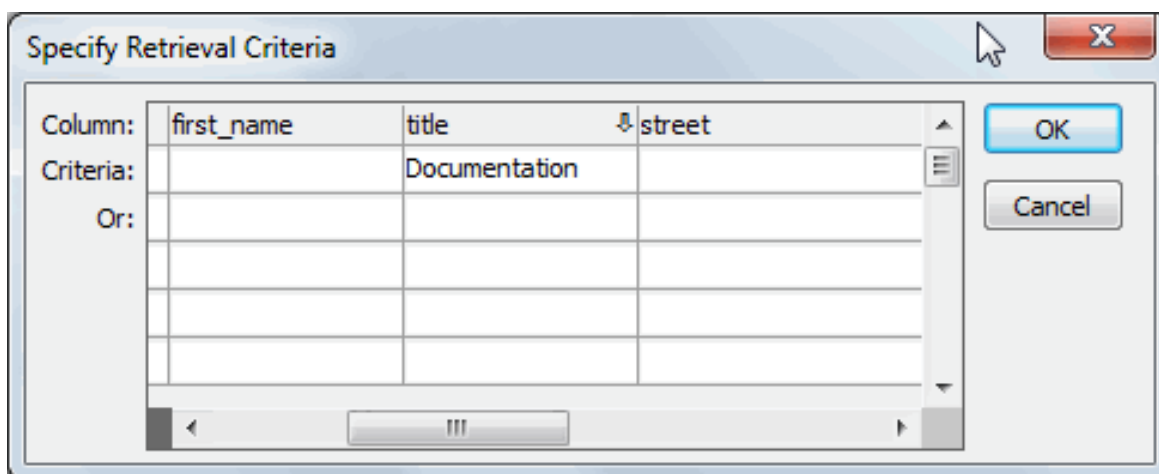 Specify Retrieval Criteria
Column: first_name title street
Criteria: Documentation
Or:
OK
Cancel